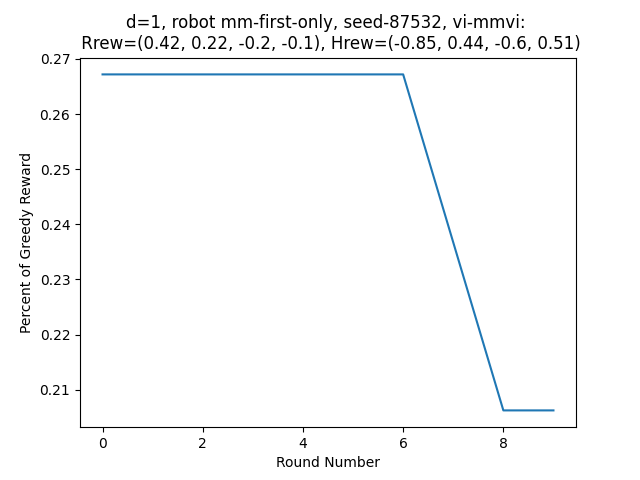 d=1, robot mm-first-only, seed-87532, vi-mmvi:
Rrew=(0.42, 0.22, -0.2, -0.1), Hrew=(-0.85, 0.44, -0.6, 0.51)
0.27
0.26
0.25
0.24
0.23
0.22
0.21
Percent of Greedy Reward
0 2 4 6 8
Round Number